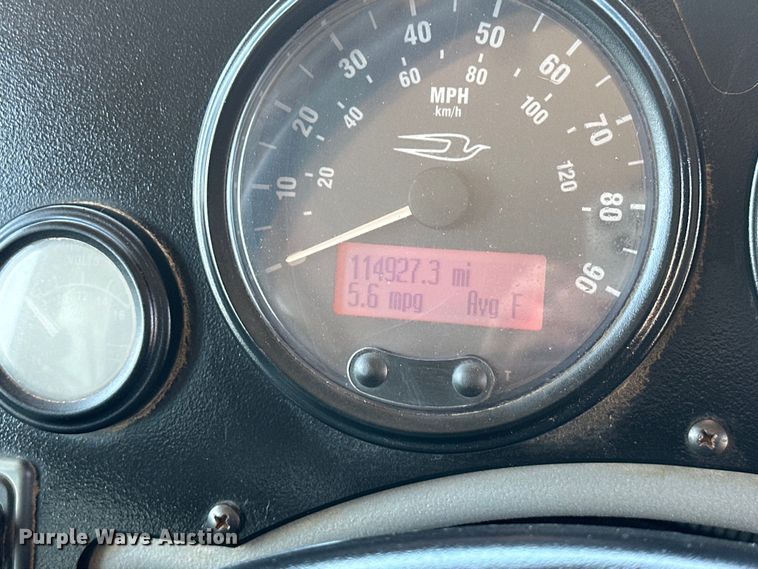 10 20 30 40 50 60 70 80 90
20 40 60 80 100 120
MPH
km/h
114927.3 mi
5.6 mpg Avg F
T
VOLTS
Purple Wave Auction